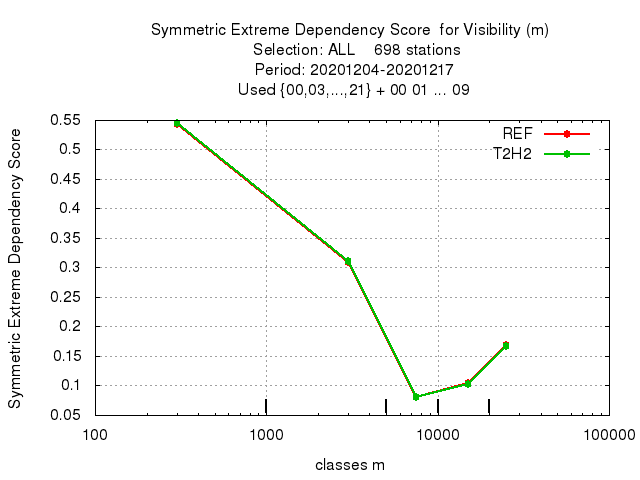 Symmetric Extreme Dependency Score  for Visibility (m)
Selection: ALL    698 stations
Period: 20201204-20201217
Used {00,03,...,21} + 00 01 ... 09
REF
T2H2
0.55
0.5
0.45
0.4
0.35
0.3
0.25
0.2
0.15
0.1
0.05
Symmetric Extreme Dependency Score
100 1000 10000 100000
classes m